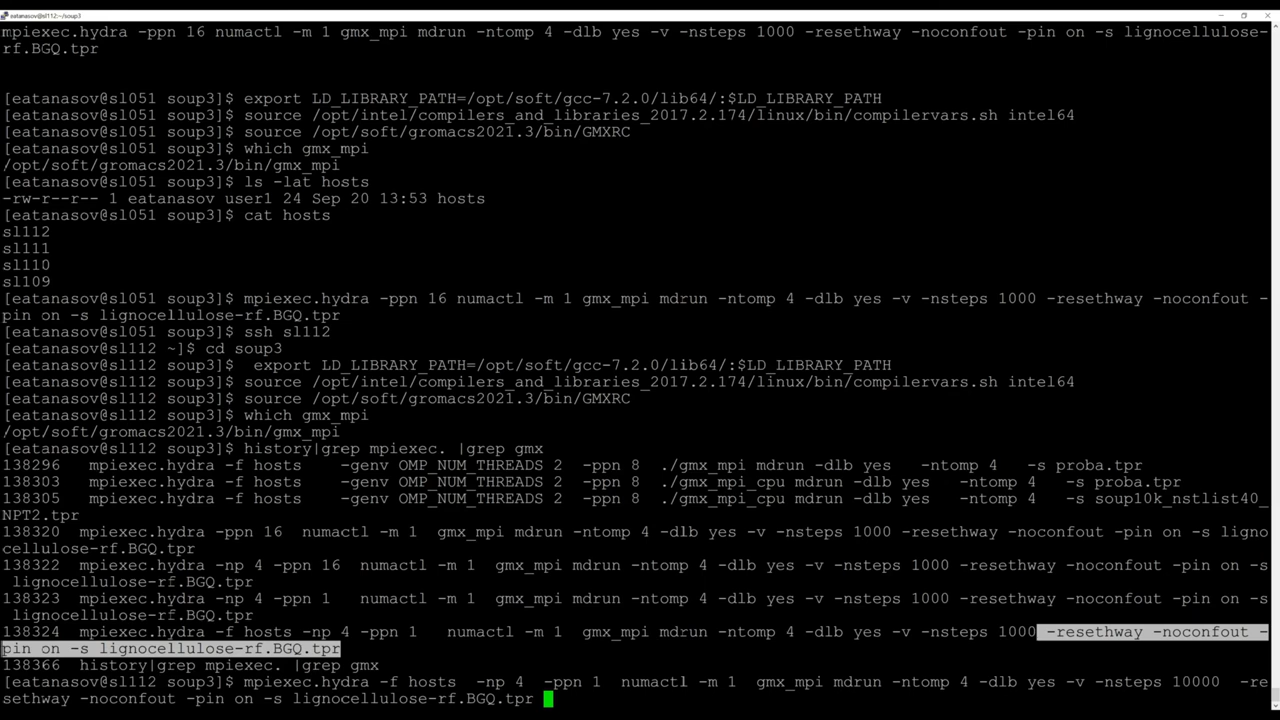 eatanasov@sl112:~/soup3
mpiexec.hydra -ppn 16 numactl -m 1 gmx_mpi mdrun -ntomp 4 -dlb yes -v -nsteps 1000 -resethway -noconfout -pin on -s lignocellulose-
rf.BGQ.tpr
[eatanasov@sl051 soup3]$ export LD_LIBRARY_PATH=/opt/soft/gcc-7.2.0/lib64/:$LD_LIBRARY_PATH
[eatanasov@sl051 soup3]$ source /opt/intel/compilers_and_libraries_2017.2.174/linux/bin/compilervars.sh intel64
[eatanasov@sl051 soup3]$ source /opt/soft/gromacs2021.3/bin/GMXRC
[eatanasov@sl051 soup3]$ which gmx_mpi
/opt/soft/gromacs2021.3/bin/gmx_mpi
[eatanasov@sl051 soup3]$ ls -lat hosts
-rw-r--r-- 1 eatanasov user1 24 Sep 20 13:53 hosts
[eatanasov@sl051 soup3]$ cat hosts
sl112
sl111
sl110
sl109
[eatanasov@sl051 soup3]$ mpiexec.hydra -ppn 16 numactl -m 1 gmx_mpi mdrun -ntomp 4 -dlb yes -v -nsteps 1000 -resethway -noconfout -
pin on -s lignocellulose-rf.BGQ.tpr
[eatanasov@sl051 soup3]$ ssh sl112
[eatanasov@sl112 ~]$ cd soup3
[eatanasov@sl112 soup3]$  export LD_LIBRARY_PATH=/opt/soft/gcc-7.2.0/lib64/:$LD_LIBRARY_PATH
[eatanasov@sl112 soup3]$ source /opt/intel/compilers_and_libraries_2017.2.174/linux/bin/compilervars.sh intel64
[eatanasov@sl112 soup3]$ source /opt/soft/gromacs2021.3/bin/GMXRC
[eatanasov@sl112 soup3]$ which gmx_mpi
/opt/soft/gromacs2021.3/bin/gmx_mpi
[eatanasov@sl112 soup3]$ history|grep mpiexec. |grep gmx
138296   mpiexec.hydra -f hosts    -genv OMP_NUM_THREADS 2 -ppn 8  ./gmx_mpi mdrun -dlb yes   -ntomp 4   -s proba.tpr
138303   mpiexec.hydra -f hosts    -genv OMP_NUM_THREADS 2 -ppn 8  ./gmx_mpi_cpu mdrun -dlb yes   -ntomp 4   -s proba.tpr
138305   mpiexec.hydra -f hosts    -genv OMP_NUM_THREADS 2 -ppn 8  ./gmx_mpi_cpu mdrun -dlb yes   -ntomp 4   -s soup10k_nstlist40_
NPT2.tpr
138320  mpiexec.hydra -ppn 16  numactl -m 1  gmx_mpi mdrun -ntomp 4 -dlb yes -v -nsteps 1000 -resethway -noconfout -pin on -s ligno
cellulose-rf.BGQ.tpr
138322  mpiexec.hydra -np 4 -ppn 16  numactl -m 1  gmx_mpi mdrun -ntomp 4 -dlb yes -v -nsteps 1000 -resethway -noconfout -pin on -s
 lignocellulose-rf.BGQ.tpr
138323  mpiexec.hydra -np 4 -ppn 1   numactl -m 1  gmx_mpi mdrun -ntomp 4 -dlb yes -v -nsteps 1000 -resethway -noconfout -pin on -s
 lignocellulose-rf.BGQ.tpr
138324  mpiexec.hydra -f hosts -np 4 -ppn 1   numactl -m 1  gmx_mpi mdrun -ntomp 4 -dlb yes -v -nsteps 1000 -resethway -noconfout -
pin on -s lignocellulose-rf.BGQ.tpr
138366  history|grep mpiexec. |grep gmx
[eatanasov@sl112 soup3]$ mpiexec.hydra -f hosts  -np 4  -ppn 1  numactl -m 1  gmx_mpi mdrun -ntomp 4 -dlb yes -v -nsteps 10000  -re
sethway -noconfout -pin on -s lignocellulose-rf.BGQ.tpr